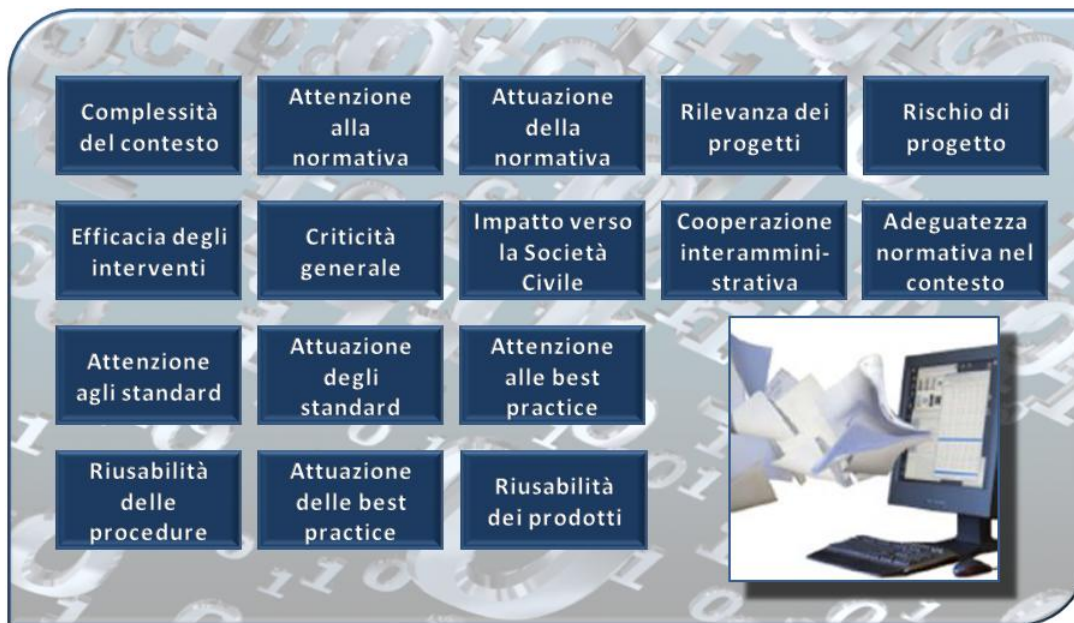 Complessità
del contesto
Attenzione
alla
normativa
Attuazione
della
normativa
Rilevanza dei
progetti
Rischio di
progetto
Efficacia degli
interventi
Criticità
generale
Impatto verso
la Società
Civile
Cooperazione
interammini-
strativa
Adeguatezza
normativa nel
contesto
Attenzione
agli standard
Attuazione
degli
standard
Attenzione
alle best
practice
Riusabilità
delle
procedure
Attuazione
delle best
practice
Riusabilità
dei prodotti